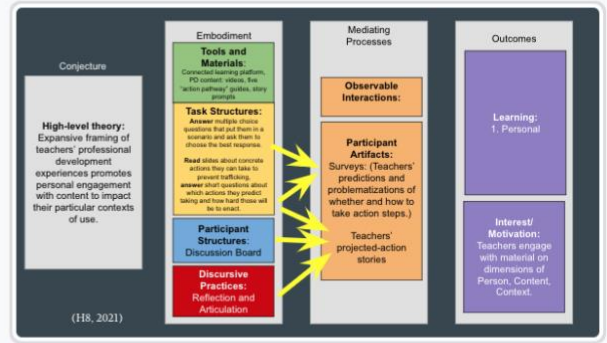 Conjecture
High-level theory:
Expansive framing of
teachers' professional
development
experiences promotes
personal engagement
with content to impact
their particular contexts
of use.
(H8, 2021)
Embodiment
Tools and
Materials:
Connected learning platform,
PD content: videos, five
"action pathway" guides, story
prompts
Task Structures:
Answer multiple choice
questions that put them in a
scenario and ask them to
choose the best response.
Read slides about concrete
actions they can take to
prevent trafficking,
answer short questions about
which actions they predict
taking and how hard those will
be to enact.
Participant
Structures:
Discussion Board
Discursive
Practices:
Reflection and
Articulation
Mediating
Processes
Observable
Interactions:
Participant
Artifacts:
Surveys: (Teachers'
predictions and
problematizations of
whether and how to
take action steps.)
Teachers'
projected-action
stories
Outcomes
Learning:
1. Personal
Interest/
Motivation:
Teachers engage
with material on
dimensions of
Person, Content,
Context.